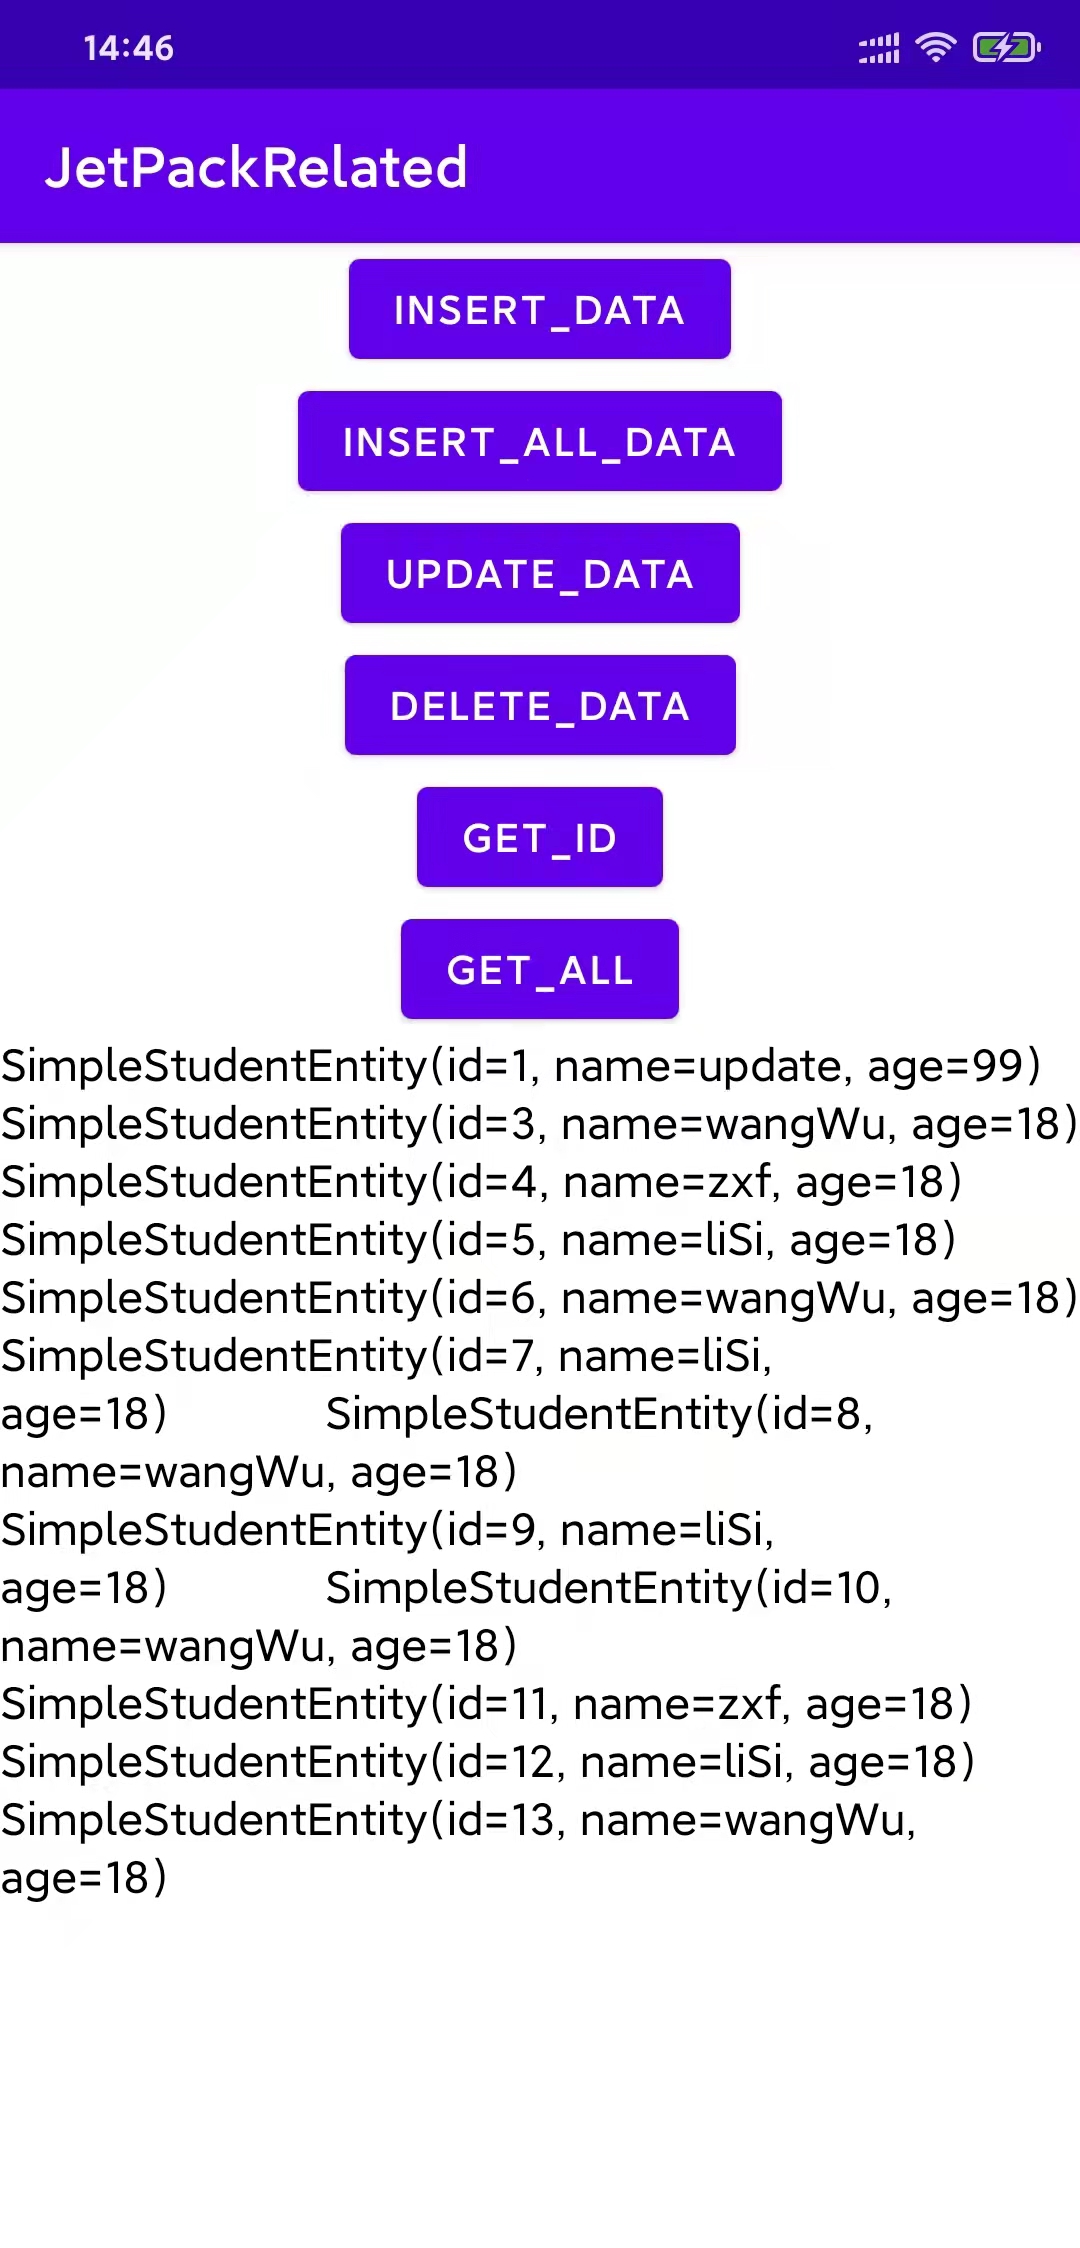 14:46
JetPackRelated
INSERT_DATA
INSERT_ALL_DATA
UPDATE_DATA
DELETE_DATA
GET_ID
GET_ALL
SimpleStudentEntity(id=1, name=update, age=99)
SimpleStudentEntity(id=3, name=wangWu, age=18)
SimpleStudentEntity(id=4, name=zxf, age=18)
SimpleStudentEntity(id=5, name=liSi, age=18)
SimpleStudentEntity(id=6, name=wangWu, age=18)
SimpleStudentEntity(id=7, name=liSi,
age=18) SimpleStudentEntity(id=8,
name=wangWu, age=18)
SimpleStudentEntity(id=9, name=liSi,
age=18) SimpleStudentEntity(id=10,
name=wangWu, age=18)
SimpleStudentEntity(id=11, name=zxf, age=18)
SimpleStudentEntity(id=12, name=liSi, age=18)
SimpleStudentEntity(id=13, name=wangWu,
age=18)